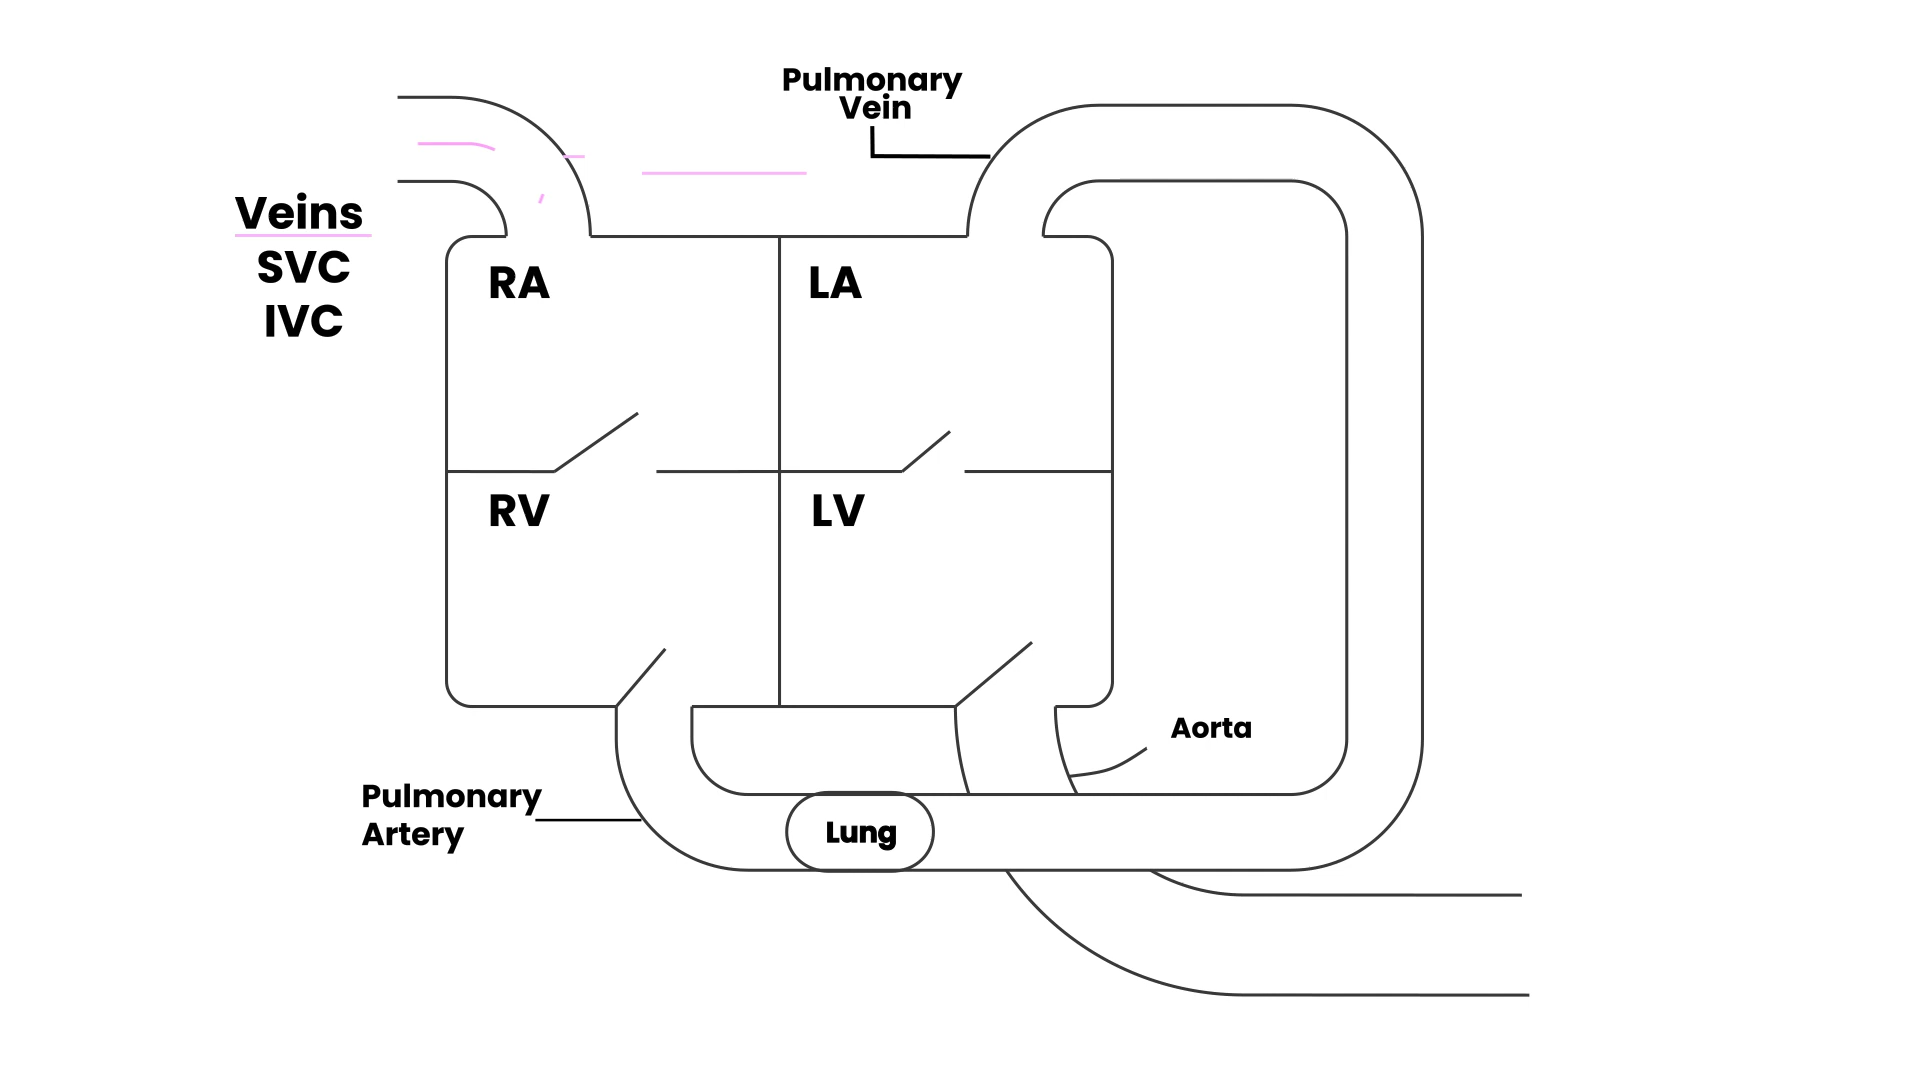 Pulmonary
Vein
Veins
SVC
IVC
RA
LA
RV
LV
Aorta
Pulmonary
Artery
Lung